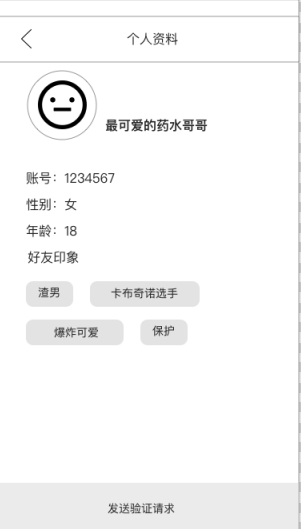 个人资料
最可爱的药水哥哥
账号：1234567
性别：女
年龄：18
好友印象
渣男 卡布奇诺选手
爆炸可爱 保护
发送验证请求